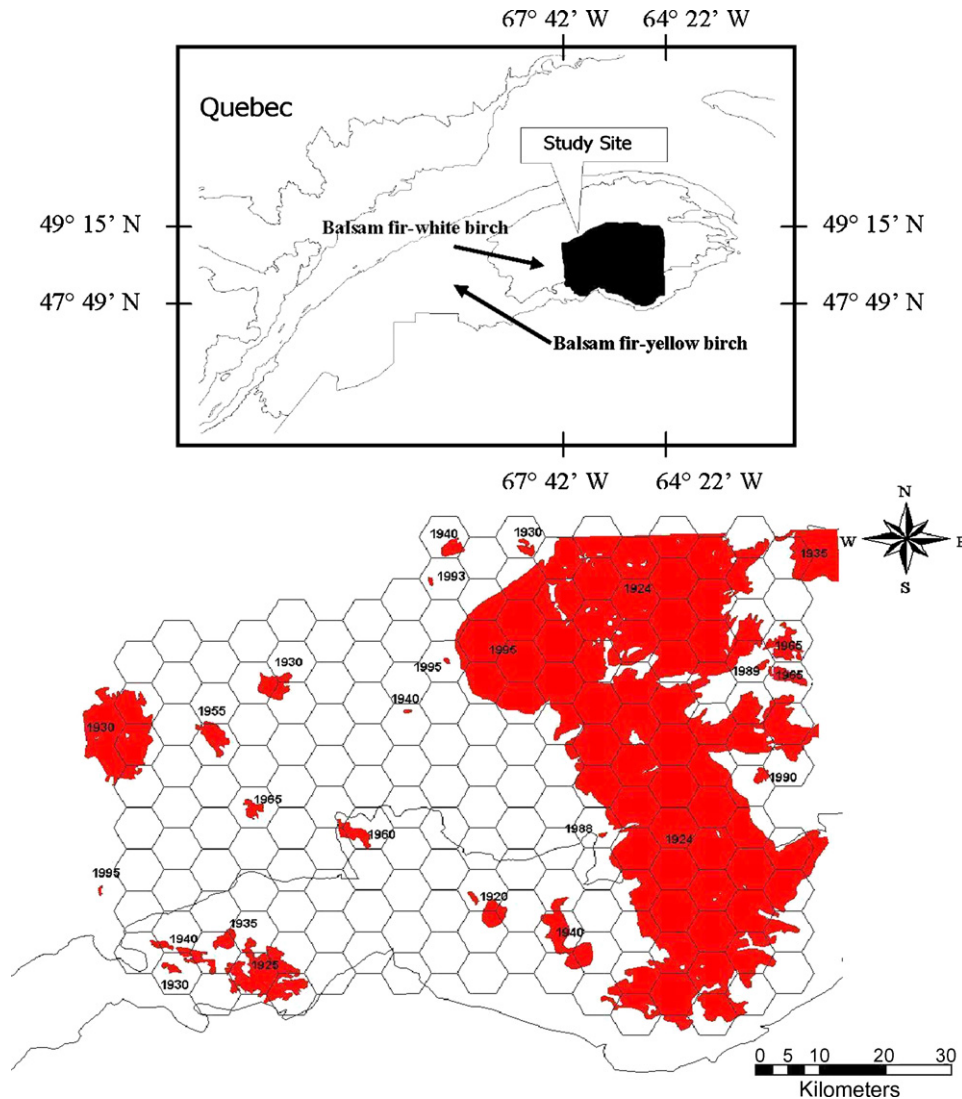 67° 42’ W 64° 22’ W
Quebec
Study Site
49° 15’ N 49° 15’ N
Balsam fir-white birch
47° 49’ N 47° 49’ N
Balsam fir-yellow birch
67° 42’ W 64° 22’ W
N
1940 1930
W E
1935
S
1993
1924
1995
1965
1930
1995
1989
1965
1940
1930
1955
1990
1965
1960
1988
1924
1995
1920
1935
1940
1940
1925
1930
0 5 10 20 30
Kilometers